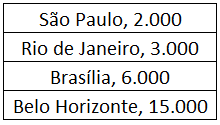 São Paulo, 2.000
Rio de Janeiro, 3.000
Brasília, 6.000
Belo Horizonte, 15.000